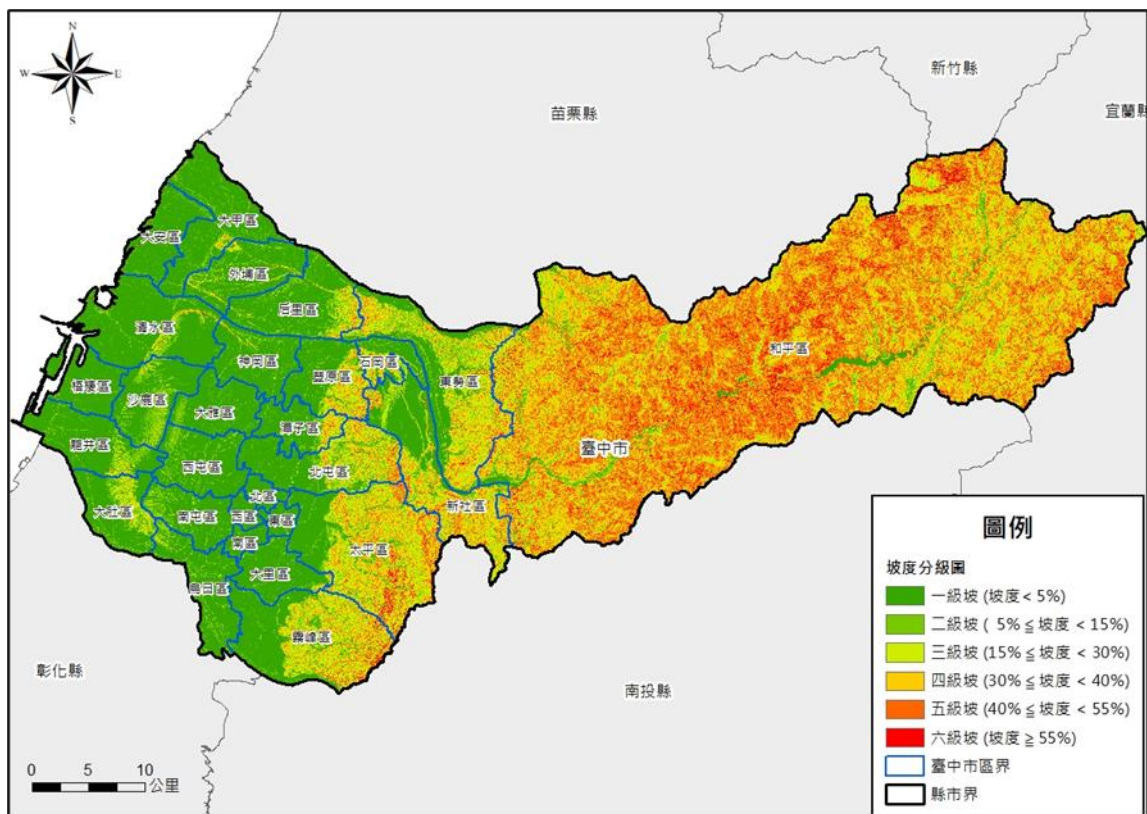 N
W E
S
新竹縣
苗栗縣
宜蘭縣
大甲區
大安區
外埔區
后里區
清水區
和平區
神岡區
石岡區
豐原區
東勢區
梧棲區
沙鹿區
大雅區
潭子區
龍井區
臺中市
西屯區
北屯區
北區
新社區
大肚區
南屯區
西區
東區
南區
太平區
大里區
烏日區
霧峰區
彰化縣
南投縣
0 5 10
公里
圖例
坡度分級圖
一級坡 (坡度 < 5%)
二級坡 ( 5% ≦ 坡度 < 15%)
三級坡 (15% ≦ 坡度 < 30%)
四級坡 (30% ≦ 坡度 < 40%)
五級坡 (40% ≦ 坡度 < 55%)
六級坡 (坡度 ≧ 55%)
臺中市區界
縣市界